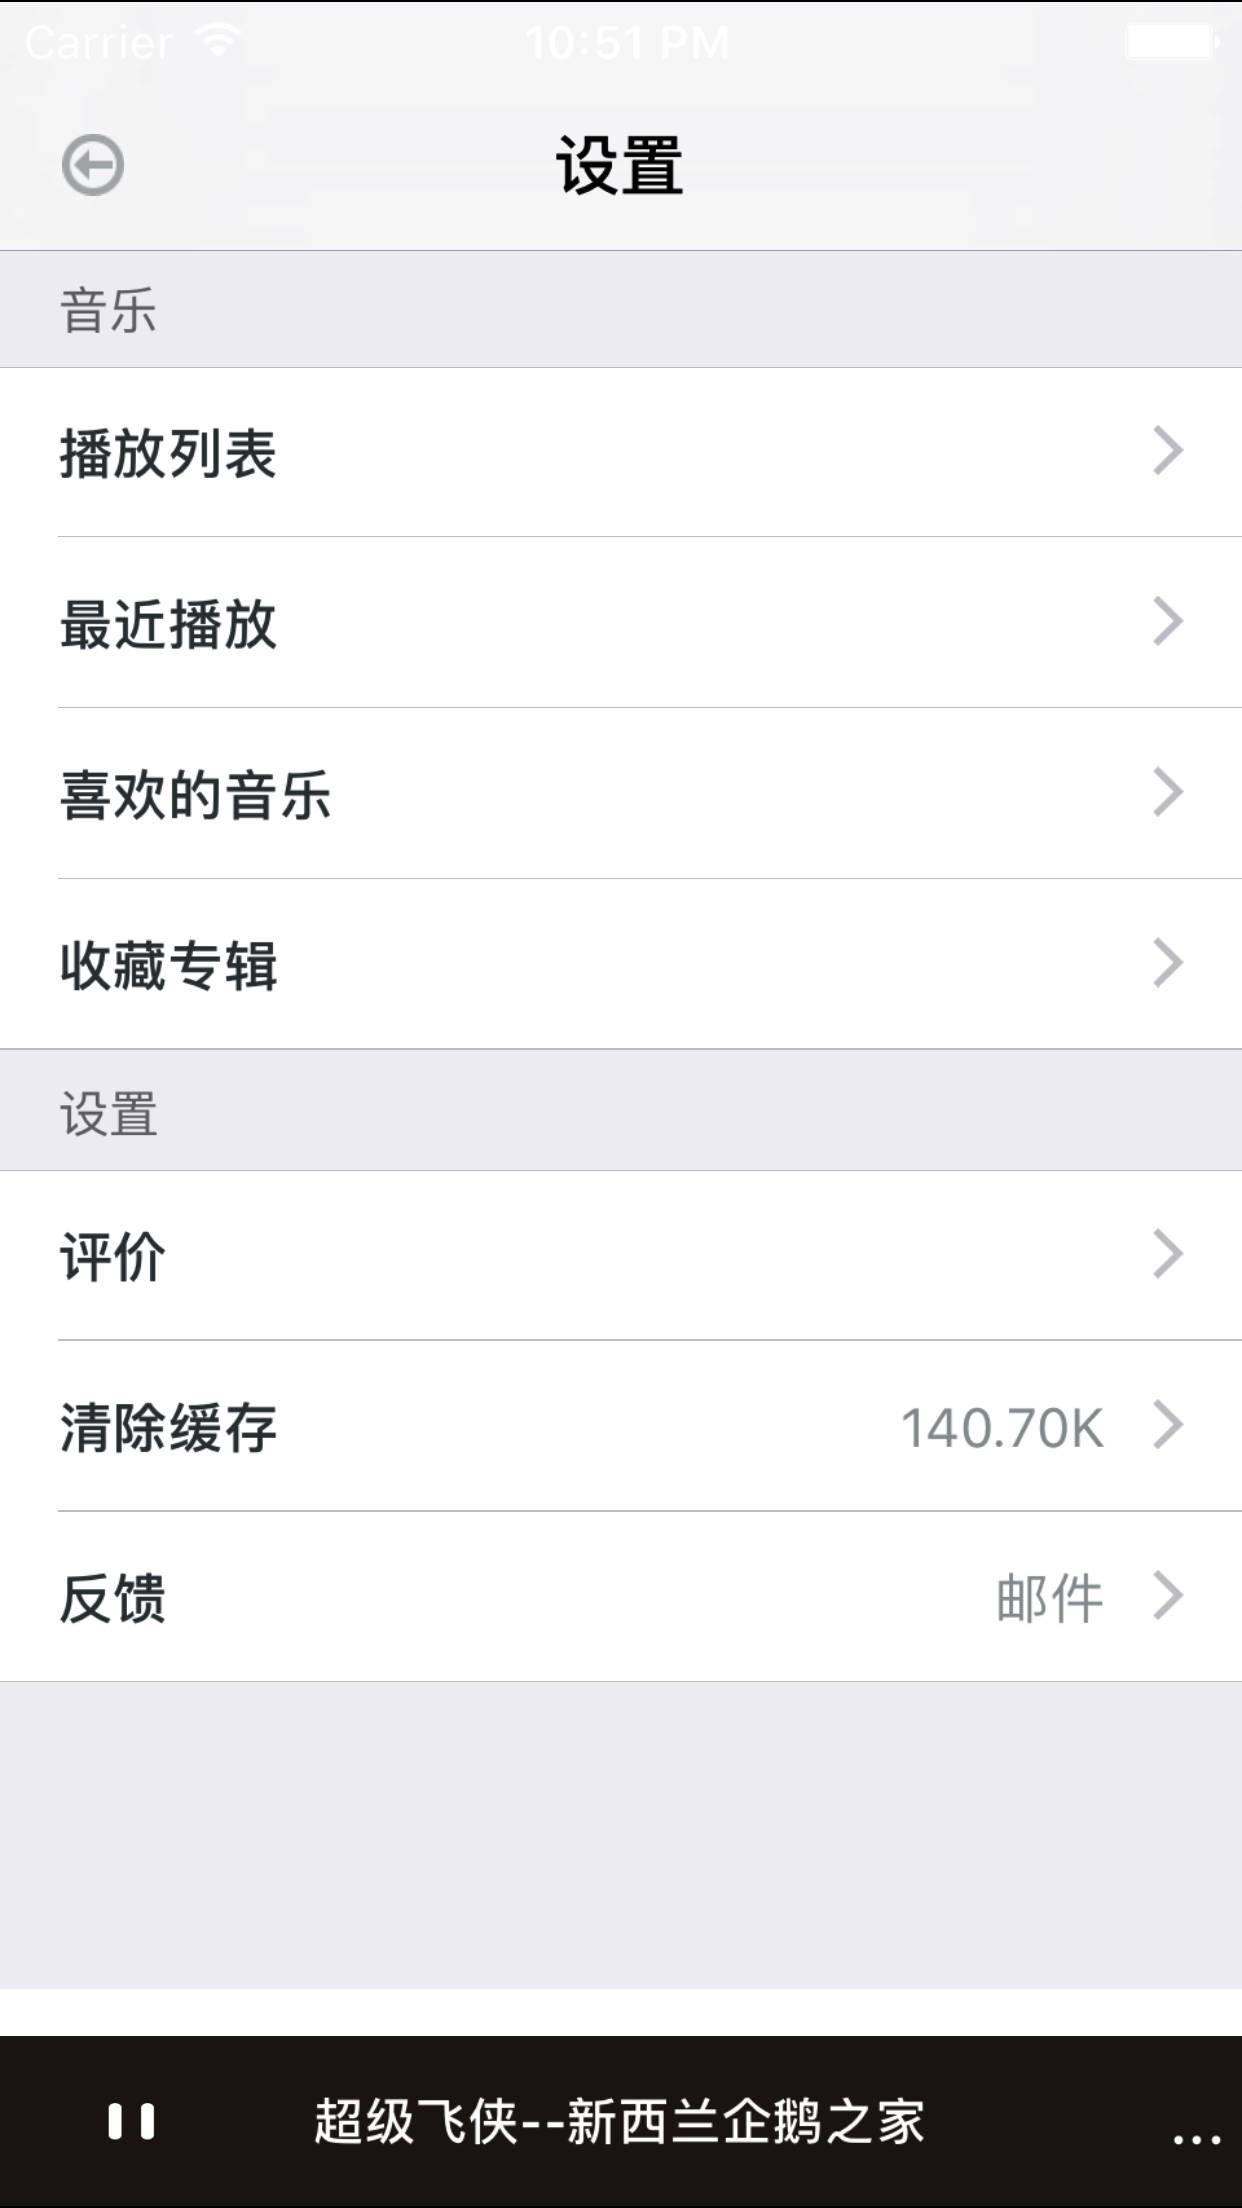 Carrier 10:51 PM
设置
音乐
播放列表
最近播放
喜欢的音乐
收藏专辑
设置
评价
清除缓存 140.70K
反馈 邮件
超级飞侠--新西兰企鹅之家 ...